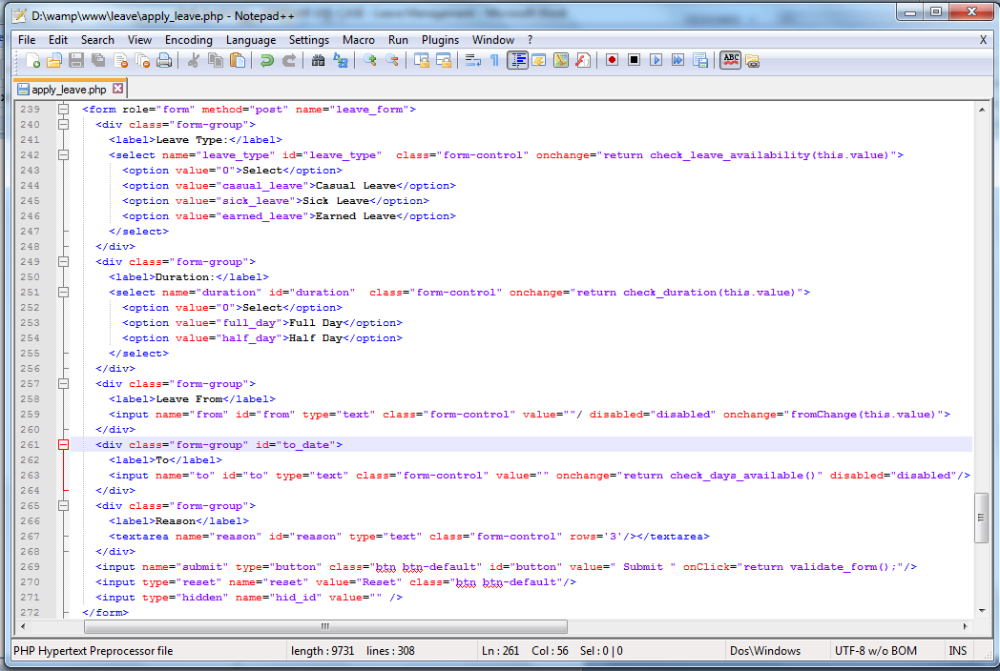 D:\wamp\www\leave\apply_leave.php - Notepad++
File Edit Search View Encoding Language Settings Macro Run Plugins Window ? X
ABC
apply_leave.php
239 <form role="form" method="post" name="leave_form">
240 <div class="form-group">
241 <label>Leave Type:</label>
242 <select name="leave_type" id="leave_type"  class="form-control" onchange="return check_leave_availability(this.value)">
243 <option value="0">Select</option>
244 <option value="casual_leave">Casual Leave</option>
245 <option value="sick_leave">Sick Leave</option>
246 <option value="earned_leave">Earned Leave</option>
247 </select>
248 </div>
249 <div class="form-group">
250 <label>Duration:</label>
251 <select name="duration" id="duration"  class="form-control" onchange="return check_duration(this.value)">
252 <option value="0">Select</option>
253 <option value="full_day">Full Day</option>
254 <option value="half_day">Half Day</option>
255 </select>
256 </div>
257 <div class="form-group">
258 <label>Leave From</label>
259 <input name="from" id="from" type="text" class="form-control" value=""/ disabled="disabled" onchange="fromChange(this.value)">
260 </div>
261 <div class="form-group" id="to_date">
262 <label>To</label>
263 <input name="to" id="to" type="text" class="form-control" value="" onchange="return check_days_available()" disabled="disabled"/>
264 </div>
265 <div class="form-group">
266 <label>Reason</label>
267 <textarea name="reason" id="reason" type="text" class="form-control" rows='3'/></textarea>
268 </div>
269 <input name="submit" type="button" class="btn btn-default" id="button" value=" Submit " onClick="return validate_form();"/>
270 <input type="reset" name="reset" value="Reset" class="btn btn-default"/>
271 <input type="hidden" name="hid_id" value="" />
272 </form>
PHP Hypertext Preprocessor file length : 9731 lines : 308 Ln : 261 Col : 56 Sel : 0 | 0 Dos\Windows UTF-8 w/o BOM INS